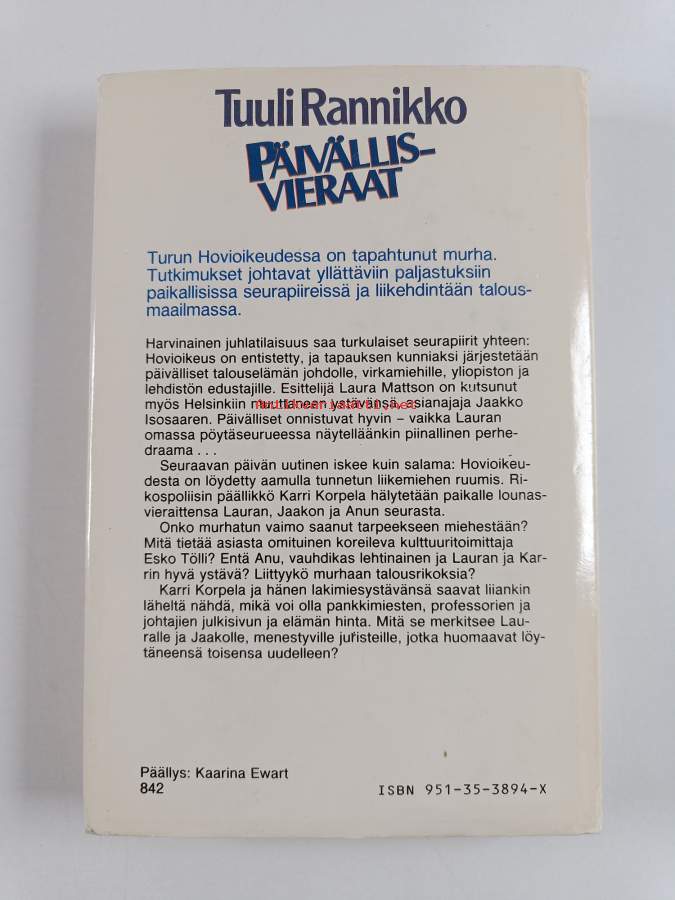 Tuuli Rannikko
PÄIVÄLLIS-
VIERAAT
Turun Hovioikeudessa on tapahtunut murha.
Tutkimukset johtavat yllättäviin paljastuksiin
paikallisissa seurapiireissä ja liikehdintään talous-
maailmassa.
Harvinainen juhlatilaisuus saa turkulaiset seurapiirit yhteen:
Hovioikeus on entistetty, ja tapauksen kunniaksi järjestetään
päivälliset talouselämän johdolle, virkamiehille, yliopiston ja
lehdistön edustajille. Esittelijä Laura Mattson on kutsunut
myös Helsinkiin muuttaneen ystävänsä, asianajaja Jaakko
Isosaaren. Päivälliset onnistuvat hyvin – vaikka Lauran
omassa pöytäseurueessa näytelläänkin piinallinen perhe-
draama . . .
Seuraavan päivän uutinen iskee kuin salama: Hovioikeu-
desta on löydetty aamulla tunnetun liikemiehen ruumis. Ri-
kospoliisin päällikkö Karri Korpela hälytetään paikalle lounas-
vieraittensa Lauran, Jaakon ja Anun seurasta.
Onko murhatun vaimo saanut tarpeekseen miehestään?
Mitä tietää asiasta omituinen koreileva kulttuuritoimittaja
Esko Tölli? Entä Anu, vauhdikas lehtinainen ja Lauran ja Kar-
rin hyvä ystävä? Liittyykö murhaan talousrikoksia?
Karri Korpela ja hänen lakimiesystävänsä saavat liiankin
läheltä nähdä, mikä voi olla pankkimiesten, professorien ja
johtajien julkisivun ja elämän hinta. Mitä se merkitsee Lau-
ralle ja Jaakolle, menestyville juristeille, jotka huomaavat löy-
täneensä toisensa uudelleen?
Päällys: Kaarina Ewart
842
ISBN 951-35-3894-X